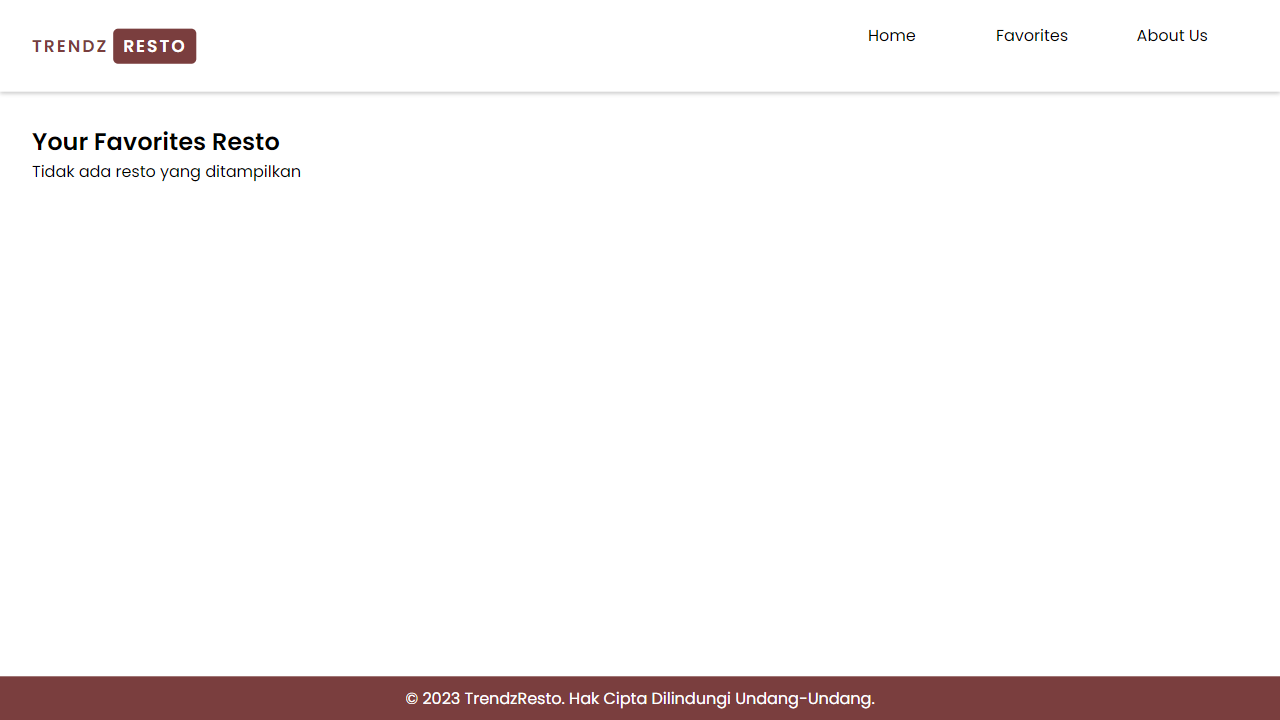 TRENDZ RESTO
Home Favorites About Us
Your Favorites Resto
Tidak ada resto yang ditampilkan
© 2023 TrendzResto. Hak Cipta Dilindungi Undang-Undang.